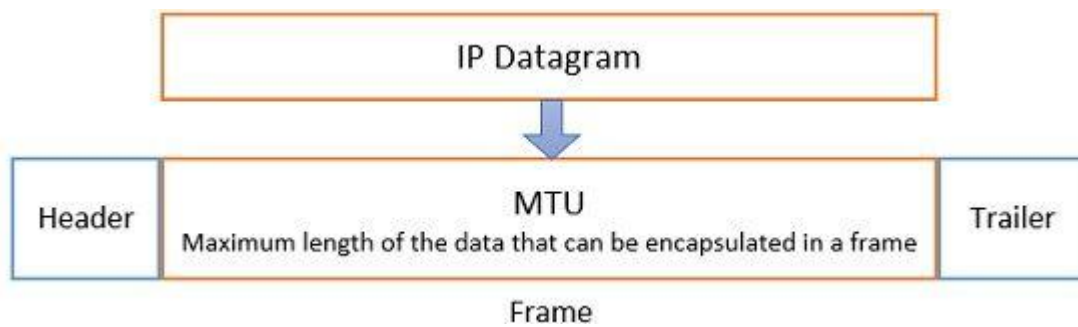 IP Datagram
Header
MTU
Maximum length of the data that can be encapsulated in a frame
Trailer
Frame